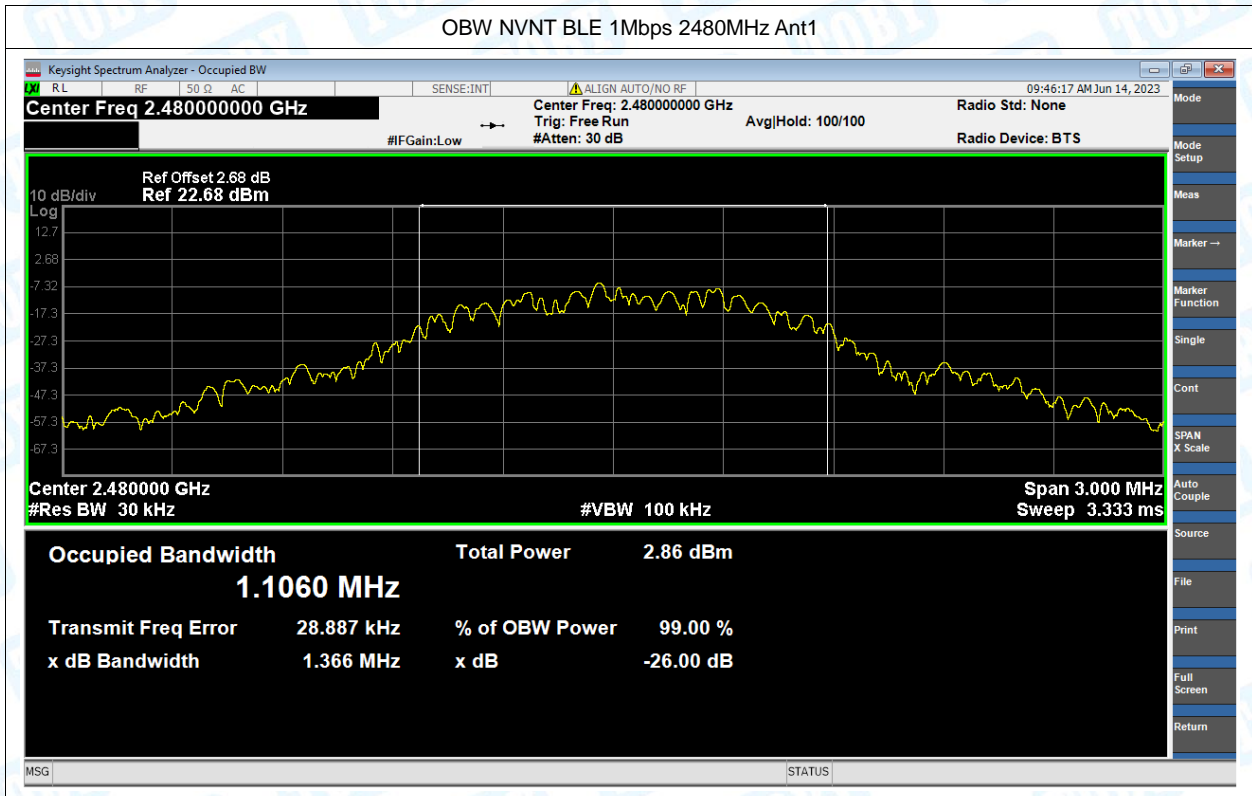 OBW NVNT BLE 1Mbps 2480MHz Ant1
Keysight Spectrum Analyzer - Occupied BW
LXI RL RF 50 Ω AC SENSE:INT ALIGN AUTO/NO RF 09:46:17 AM Jun 14, 2023
Center Freq 2.480000000 GHz
Center Freq: 2.480000000 GHz Radio Std: None
Trig: Free Run Avg|Hold: 100/100
#IFGain:Low #Atten: 30 dB Radio Device: BTS
Ref Offset 2.68 dB
10 dB/div Ref 22.68 dBm
Log
12.7
2.68
-7.32
-17.3
-27.3
-37.3
-47.3
-57.3
-67.3
Center 2.480000 GHz Span 3.000 MHz
#Res BW 30 kHz #VBW 100 kHz Sweep 3.333 ms
Occupied Bandwidth Total Power 2.86 dBm
1.1060 MHz
Transmit Freq Error 28.887 kHz % of OBW Power 99.00 %
x dB Bandwidth 1.366 MHz x dB -26.00 dB
Mode
Mode
Setup
Meas
Marker →
Marker
Function
Single
Cont
SPAN
X Scale
Auto
Couple
Source
File
Print
Full
Screen
Return
MSG STATUS
TOBY